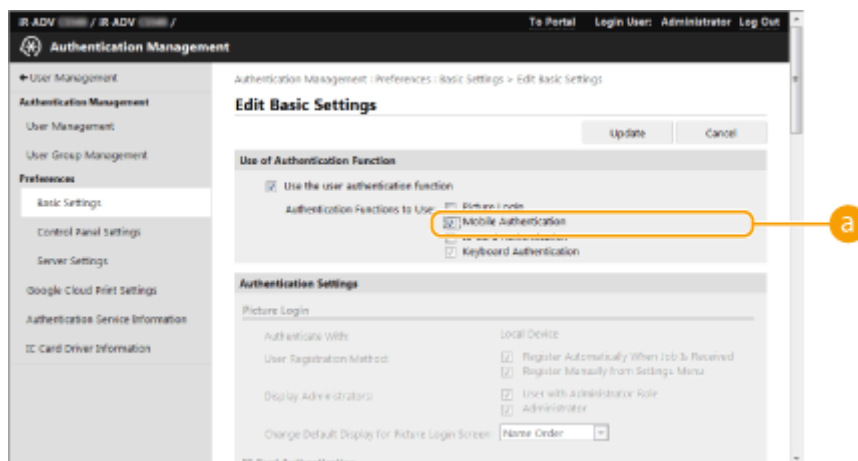 iR-ADV / iR-ADV /
To Portal Login User: Administrator Log Out
Authentication Management
User Management
Authentication Management : Preferences : Basic Settings > Edit Basic Settings
Authentication Management
Edit Basic Settings
User Management
Update Cancel
User Group Management
Use of Authentication Function
Preferences
Use the user authentication function
Basic Settings
Authentication Functions to Use: Picture Login
Mobile Authentication
a
Control Panel Settings
Keyboard Authentication
Server Settings
Google Cloud Print Settings
Authentication Settings
Authentication Service Information
Picture Login
IC Card Driver Information
Authenticate With: Local Device
User Registration Method: Register Automatically When Job Is Received
Register Manually from Settings Menu
Display Administrators: User with Administrator Role
Administrator
Change Default Display for Picture Login Screen: Name Order